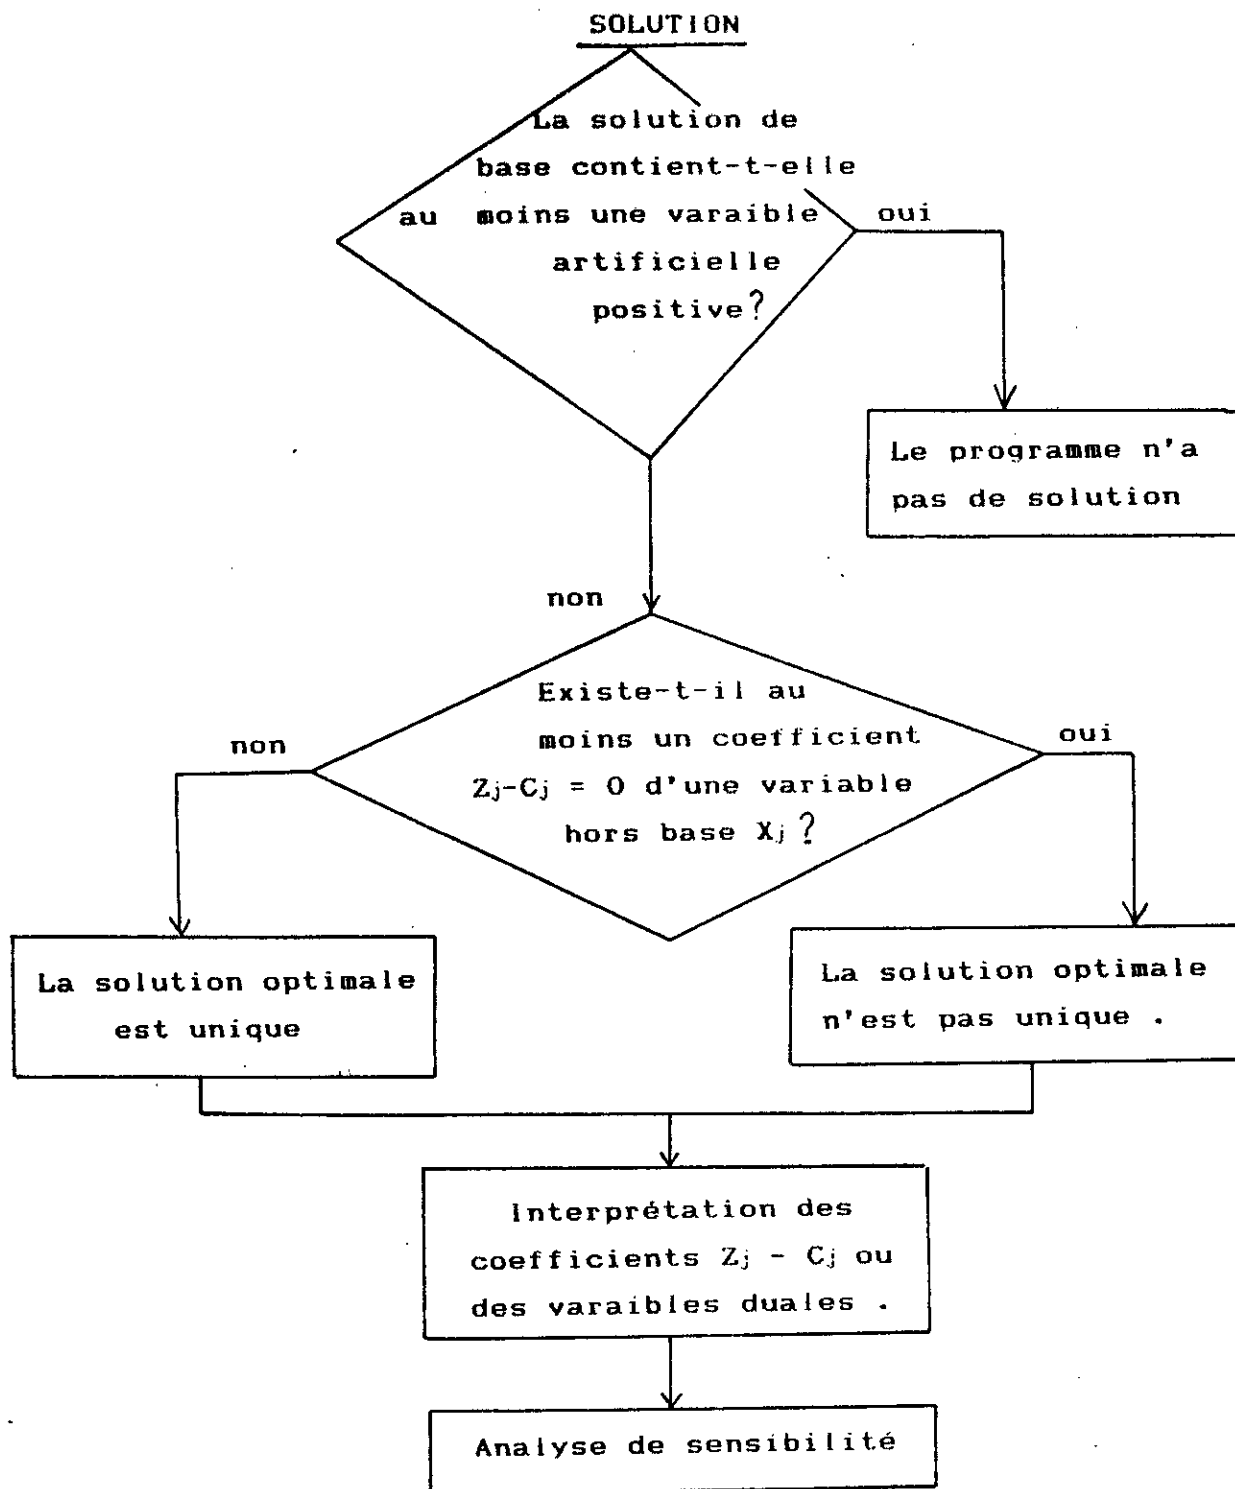 SOLUTION
La solution de
base contient-t-elle
au moins une varaible
artificielle
positive?
oui
Le programme n'a
pas de solution
non
Existe-t-il au
moins un coefficient
Zj-Cj = 0 d'une variable
hors base Xj ?
non
oui
La solution optimale
est unique
La solution optimale
n'est pas unique .
Interprétation des
coefficients Zj - Cj ou
des varaibles duales .
Analyse de sensibilité